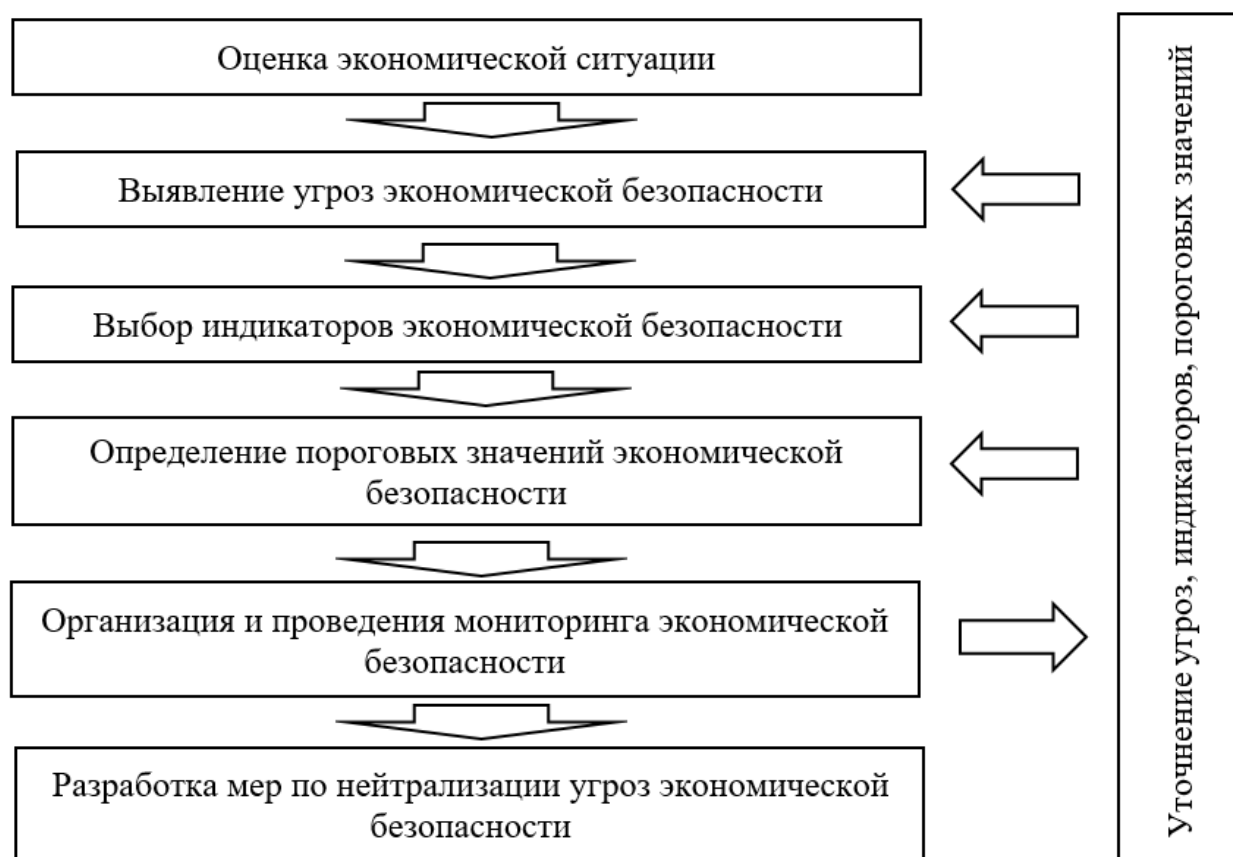 Оценка экономической ситуации
Выявление угроз экономической безопасности
Выбор индикаторов экономической безопасности
Определение пороговых значений экономической
безопасности
Организация и проведения мониторинга экономической
безопасности
Разработка мер по нейтрализации угроз экономической
безопасности
Уточнение угроз, индикаторов, пороговых значений